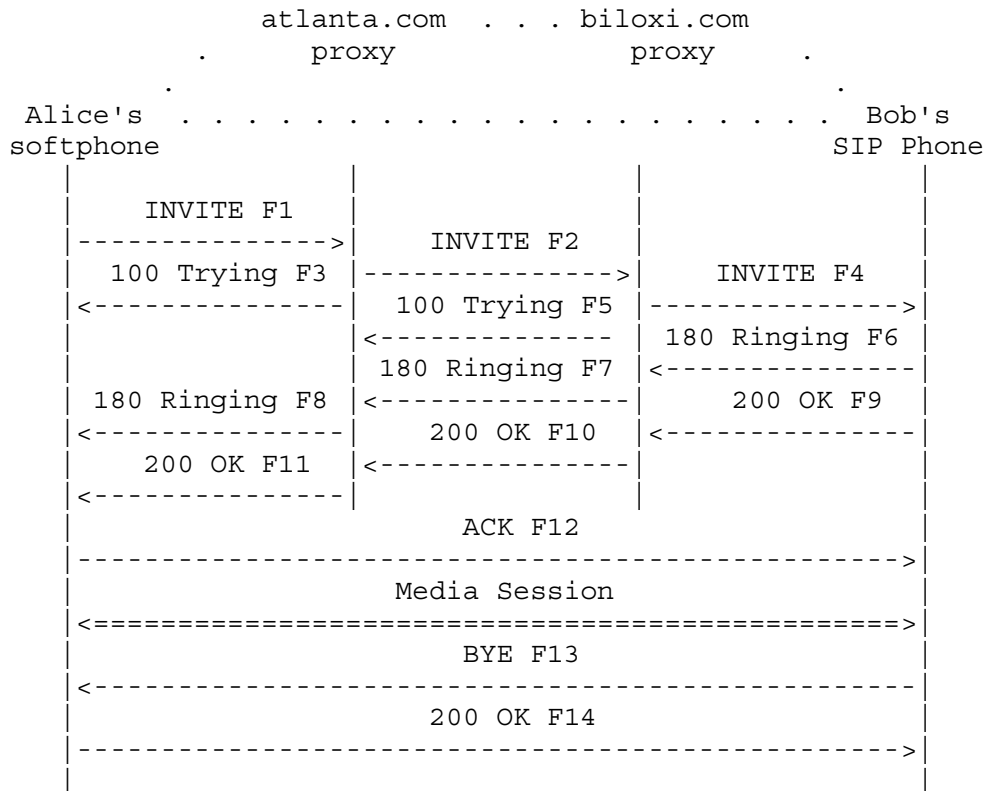 atlanta.com . . . biloxi.com
. proxy proxy .
. .
Alice's . . . . . . . . . . . . . . . . . . . . Bob's
softphone SIP Phone
| | | |
| INVITE F1 | | |
|--------------->| INVITE F2 | |
| 100 Trying F3 |--------------->| INVITE F4 |
|<---------------| 100 Trying F5 |--------------->|
| |<-------------- | 180 Ringing F6 |
| | 180 Ringing F7 |<---------------|
| 180 Ringing F8 |<---------------| 200 OK F9 |
|<---------------| 200 OK F10 |<---------------|
| 200 OK F11 |<---------------| |
|<---------------| | |
| ACK F12 |
|------------------------------------------------->|
| Media Session |
|<================================================>|
| BYE F13 |
|<-------------------------------------------------|
| 200 OK F14 |
|------------------------------------------------->|
| |